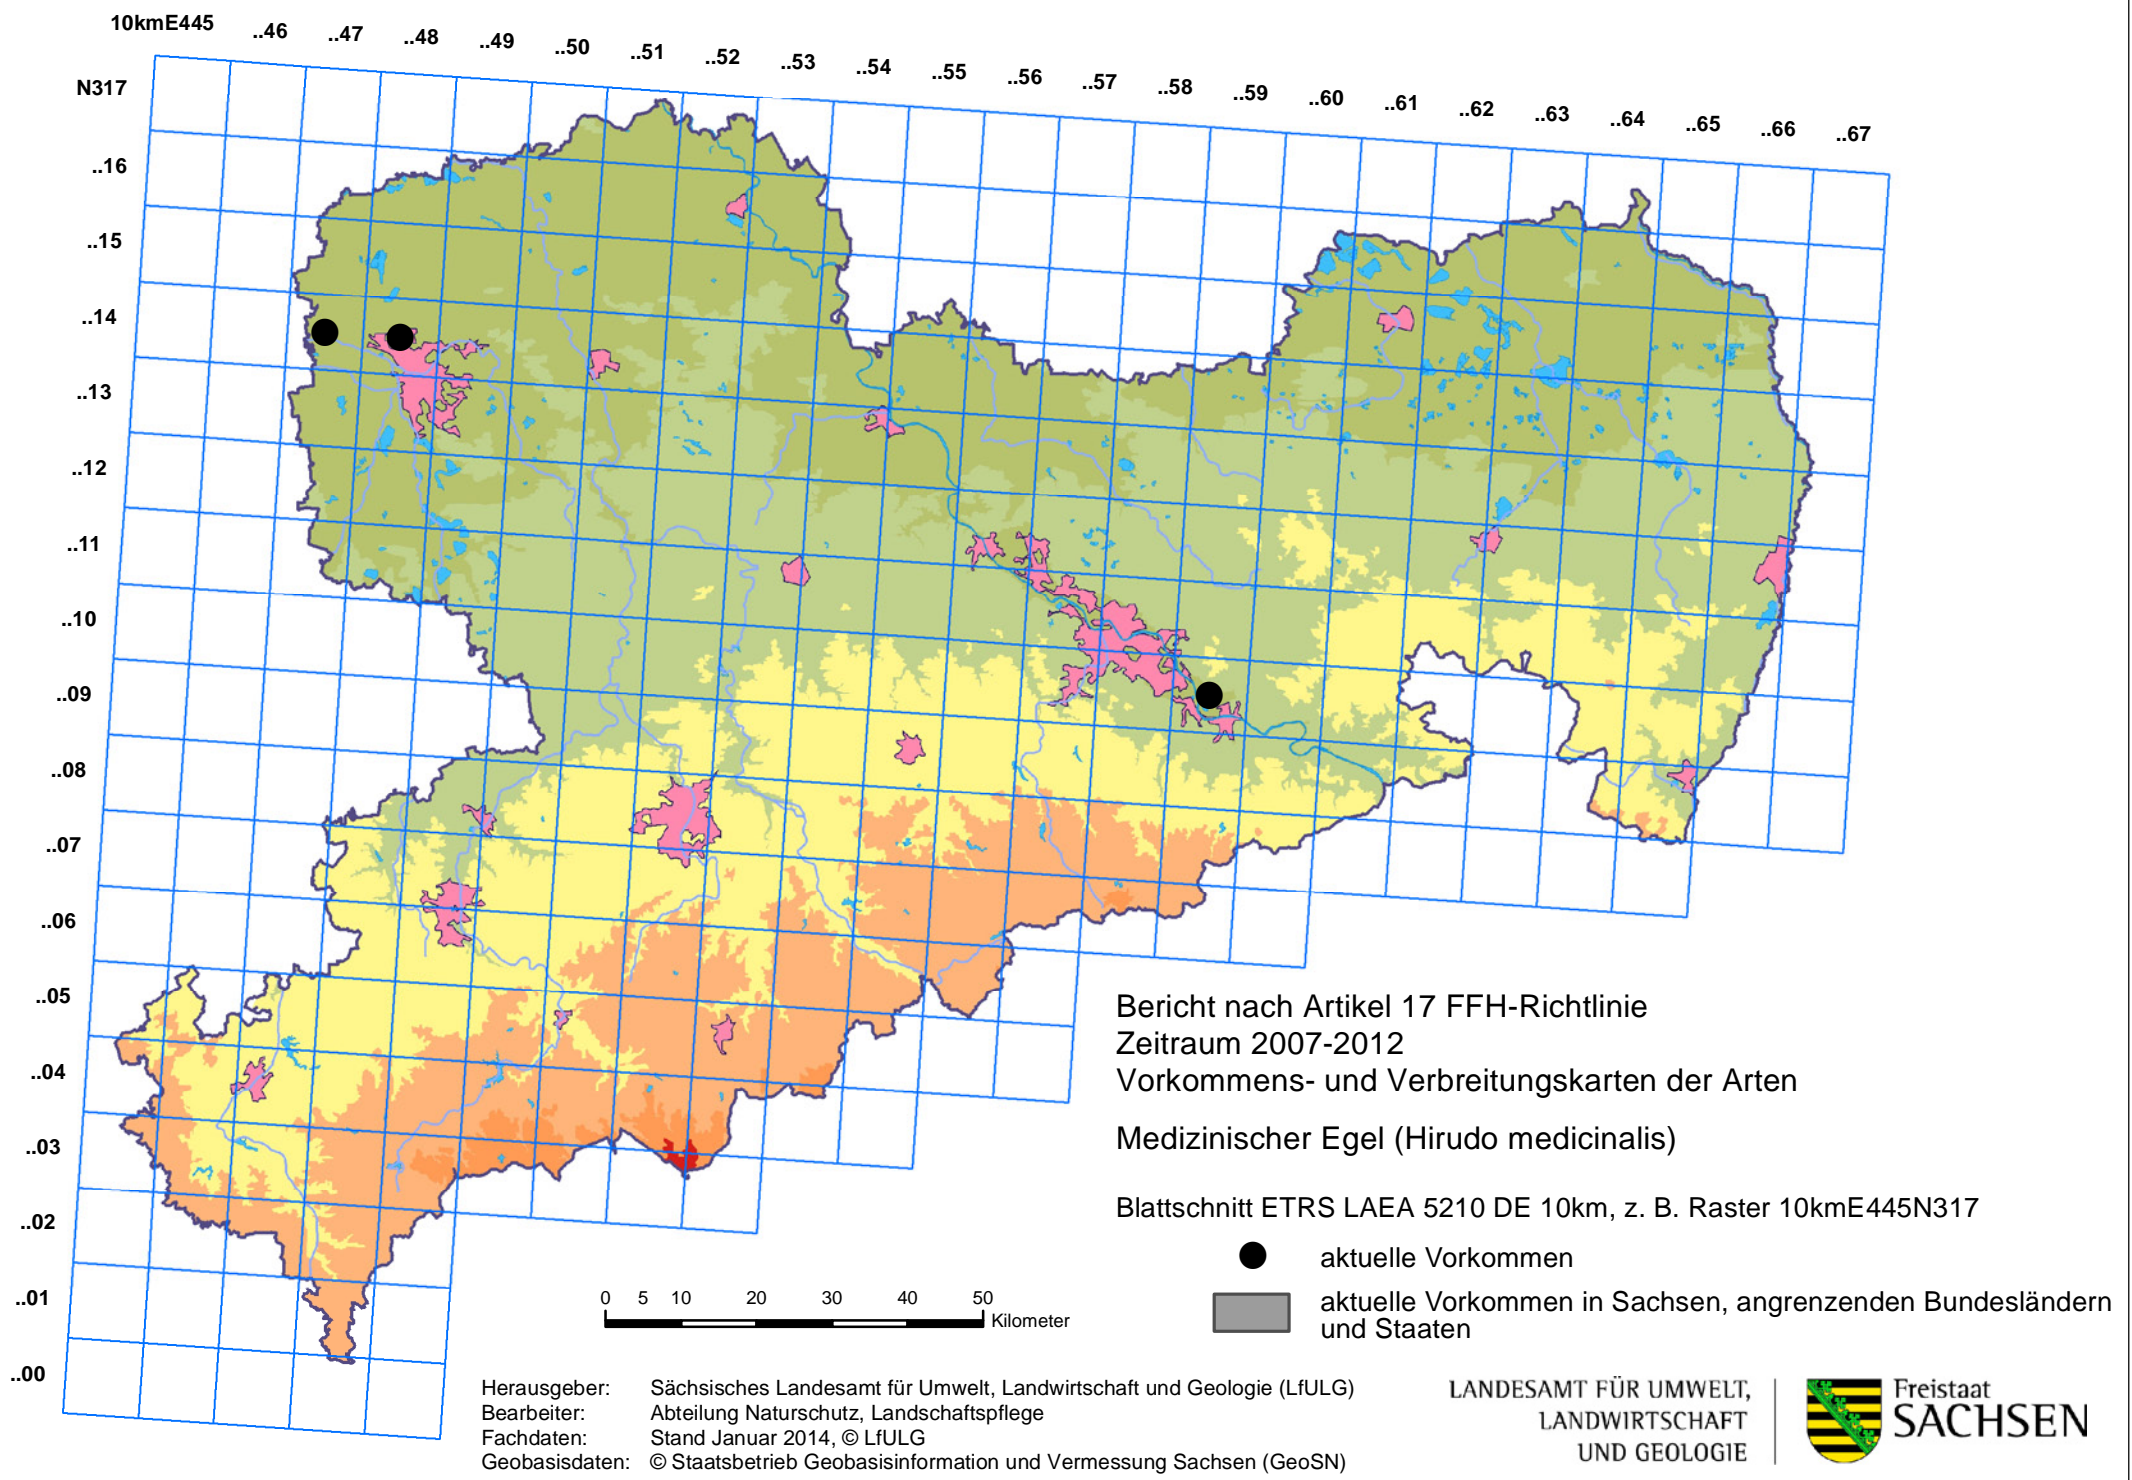 10kmE445 ..46 ..47 ..48 ..49 ..50 ..51 ..52 ..53 ..54 ..55 ..56 ..57 ..58 ..59 ..60 ..61 ..62 ..63 ..64 ..65 ..66 ..67
N317
..16
..15
..14
..13
..12
..11
..10
..09
..08
..07
..06
..05
..04
..03
..02
..01
..00
Bericht nach Artikel 17 FFH-Richtlinie
Zeitraum 2007-2012
Vorkommens- und Verbreitungskarten der Arten
Medizinischer Egel (Hirudo medicinalis)
Blattschnitt ETRS LAEA 5210 DE 10km, z. B. Raster 10kmE445N317
aktuelle Vorkommen
aktuelle Vorkommen in Sachsen, angrenzenden Bundesländern
und Staaten
0 5 10 20 30 40 50
Kilometer
Herausgeber: Sächsisches Landesamt für Umwelt, Landwirtschaft und Geologie (LfULG)
Bearbeiter: Abteilung Naturschutz, Landschaftspflege
Fachdaten: Stand Januar 2014, © LfULG
Geobasisdaten: © Staatsbetrieb Geobasisinformation und Vermessung Sachsen (GeoSN)
LANDESAMT FÜR UMWELT,
LANDWIRTSCHAFT
UND GEOLOGIE
Freistaat
SACHSEN